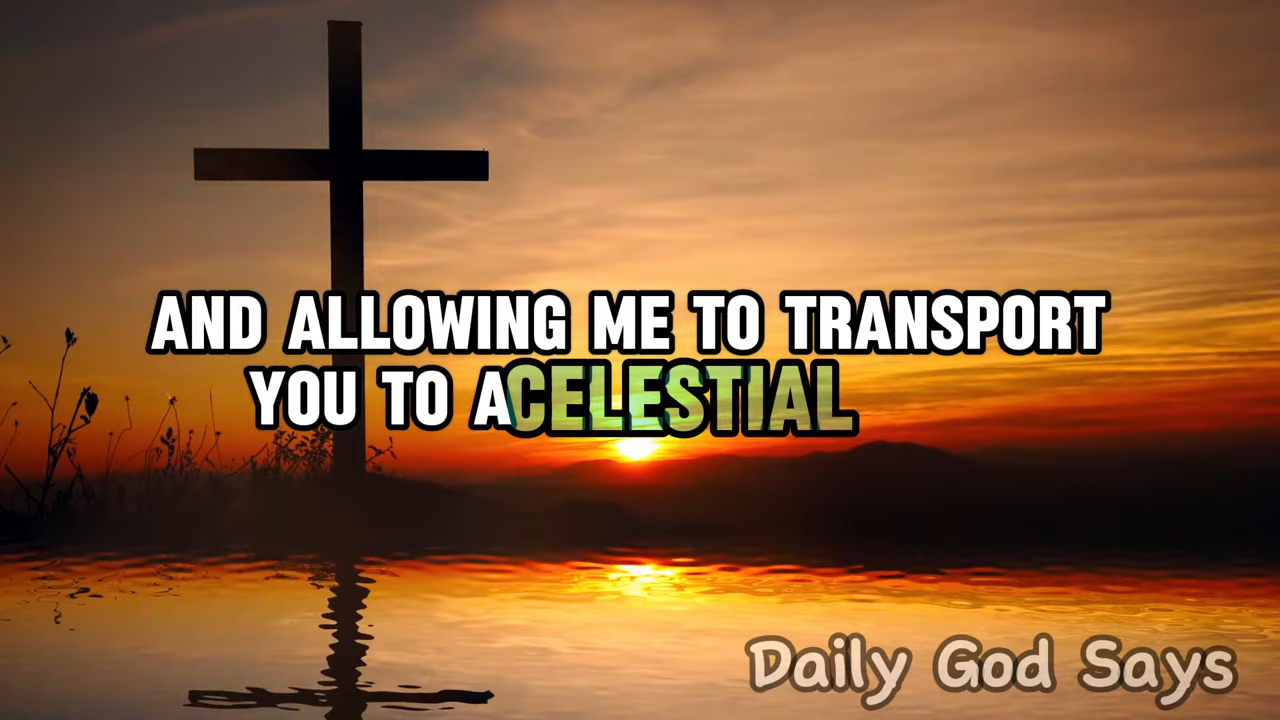 AND ALLOWING ME TO TRANSPORT
YOU TO A CELESTIAL
Daily God Says